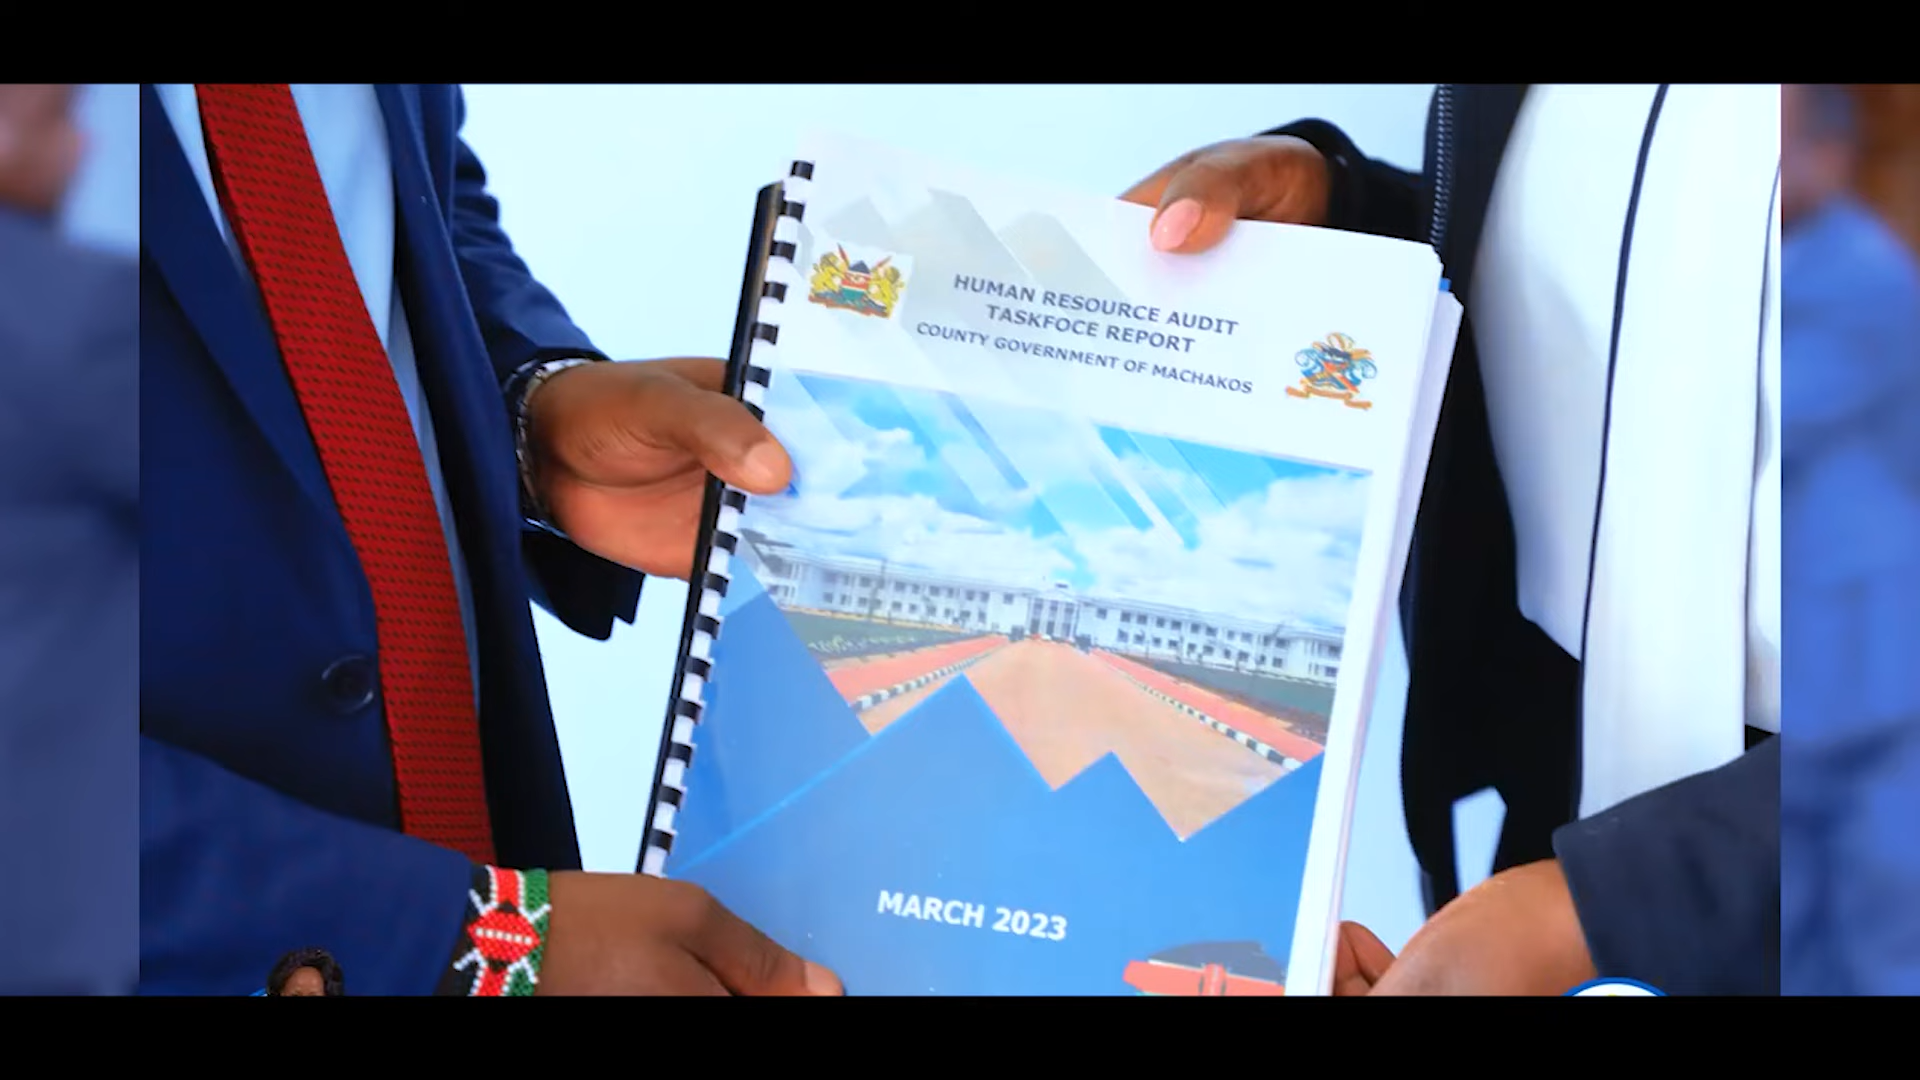 HUMAN RESOURCE AUDIT
TASKFOCE REPORT
COUNTY GOVERNMENT OF MACHAKOS
MARCH 2023